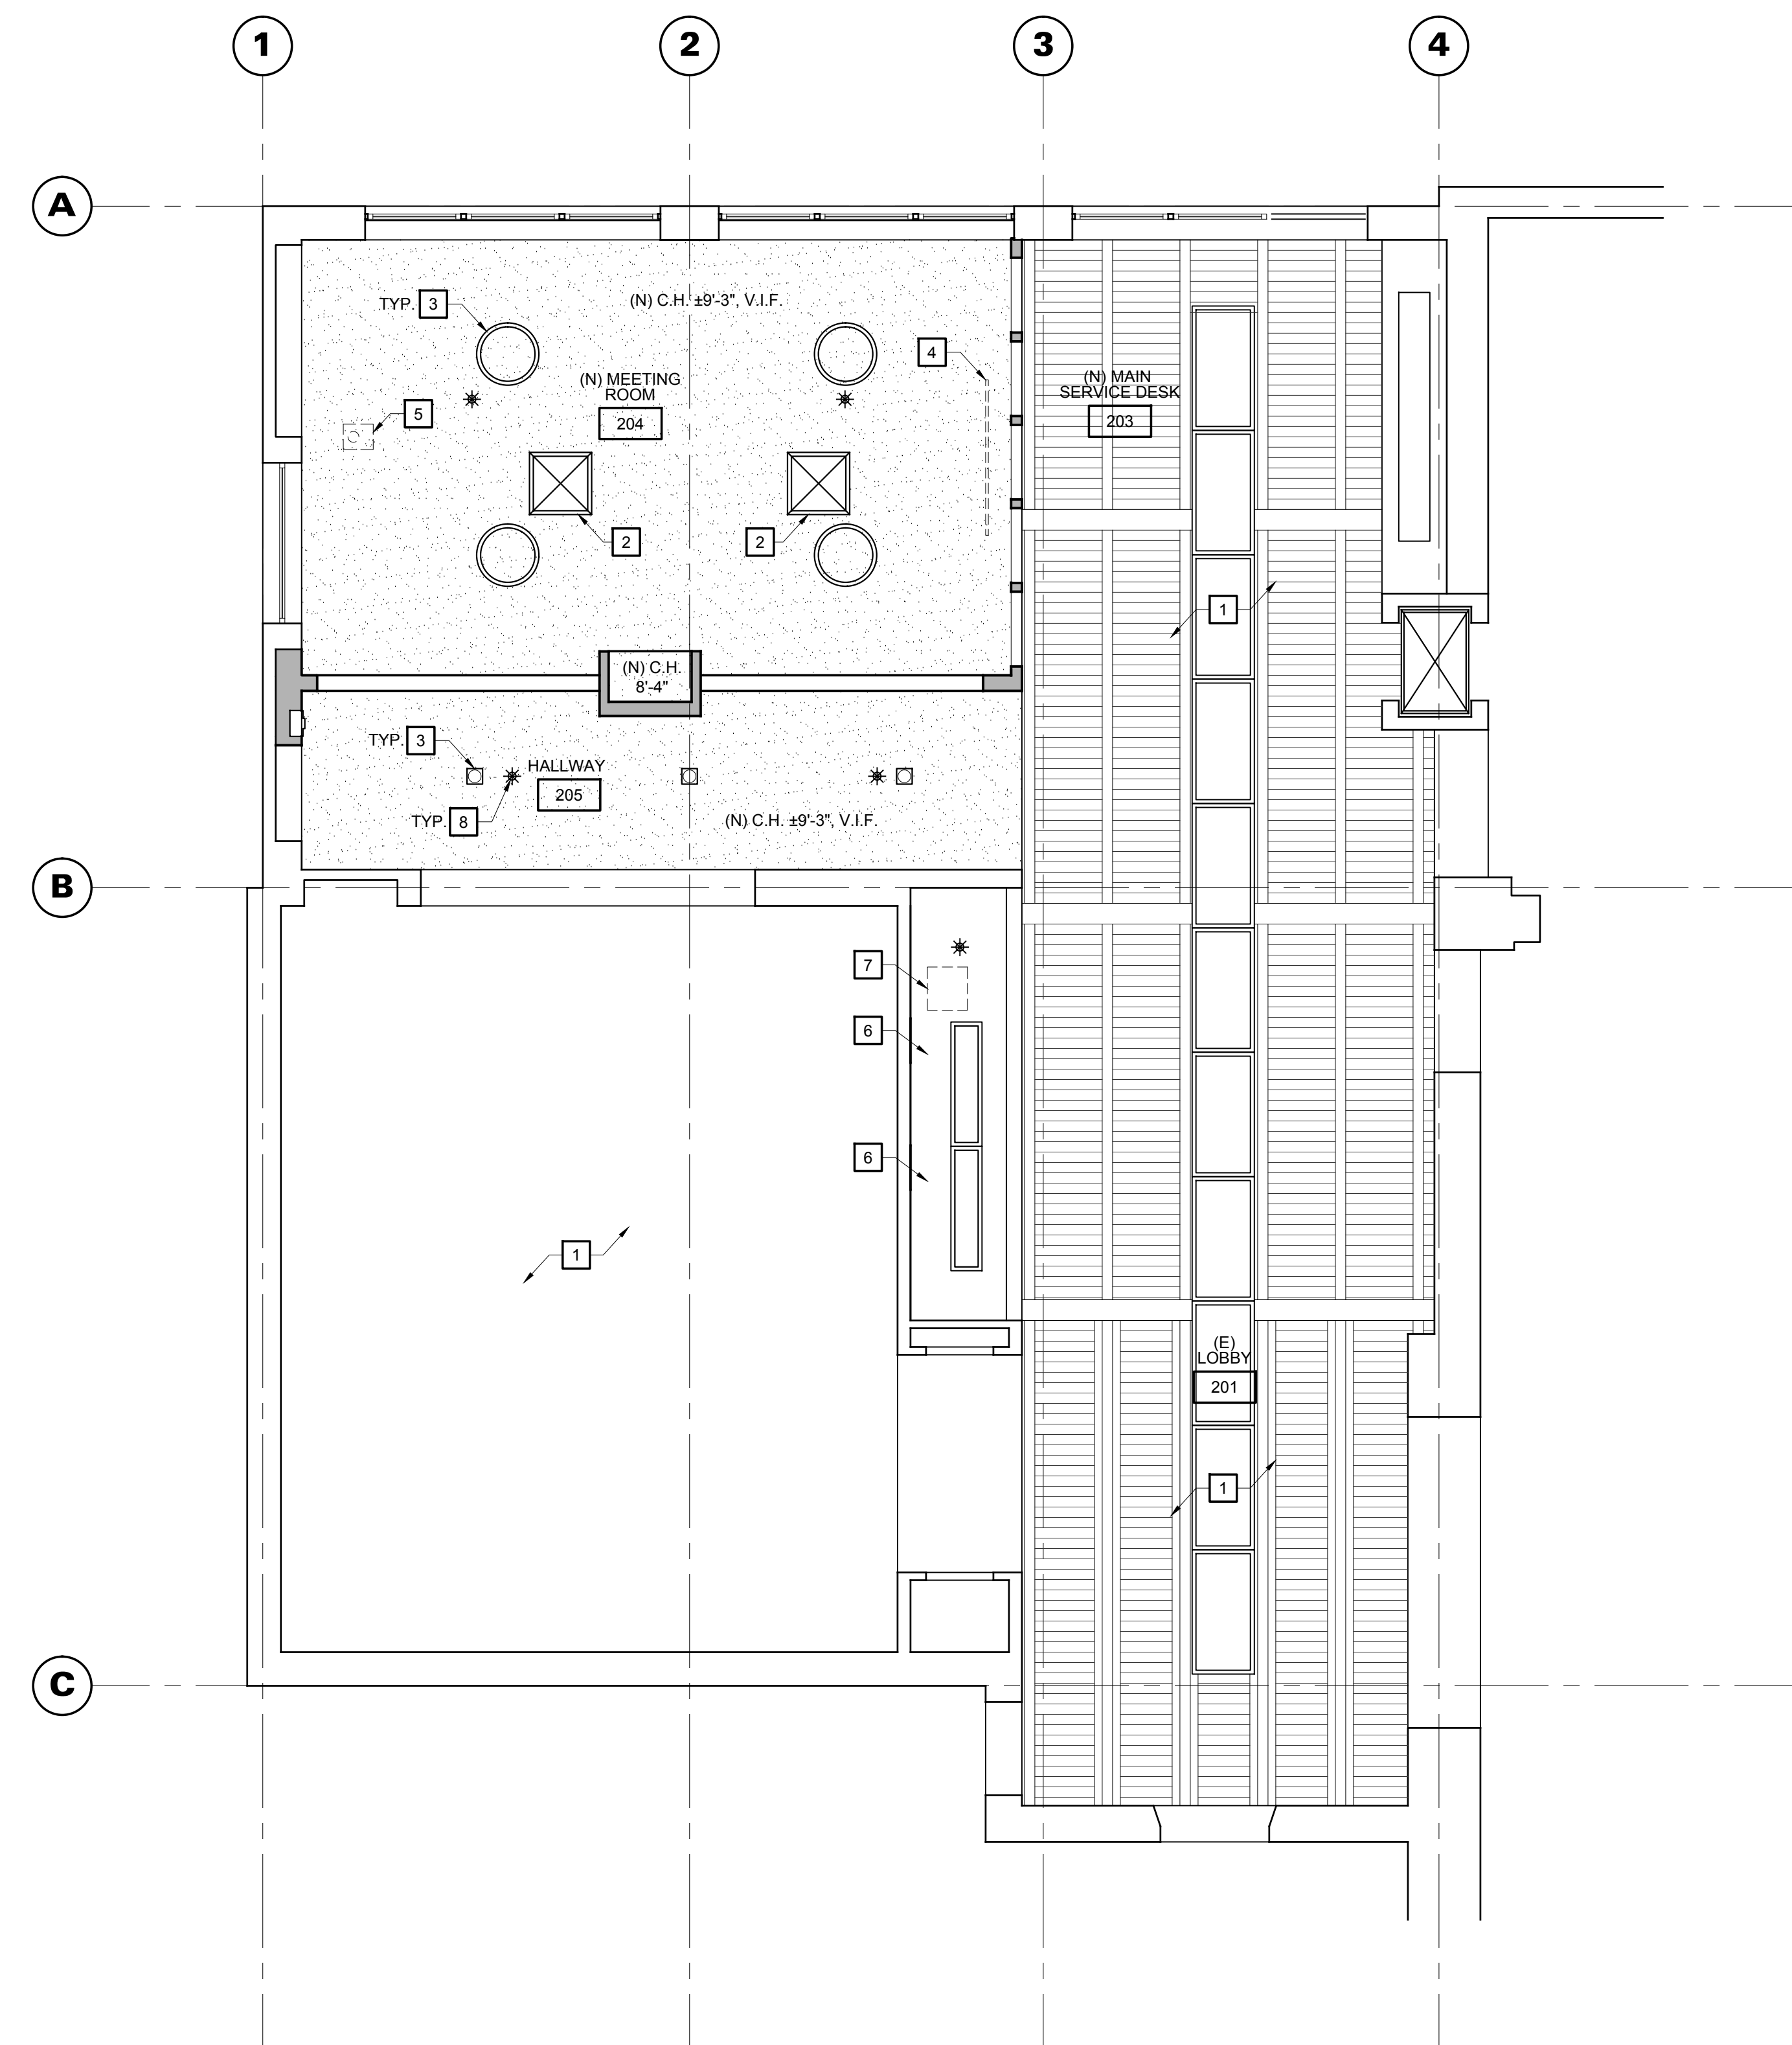 1 2 3 4
A
TYP. 3
(N) C.H. ±9'-3", V.I.F.
4
(N) MEETING
ROOM
204
(N) MAIN
SERVICE DESK
203
5
2
2
1
(N) C.H.
8'-4"
TYP. 3
HALLWAY
205
TYP. 8
(N) C.H. ±9'-3", V.I.F.
B
7
6
6
1
(E)
LOBBY
201
1
C